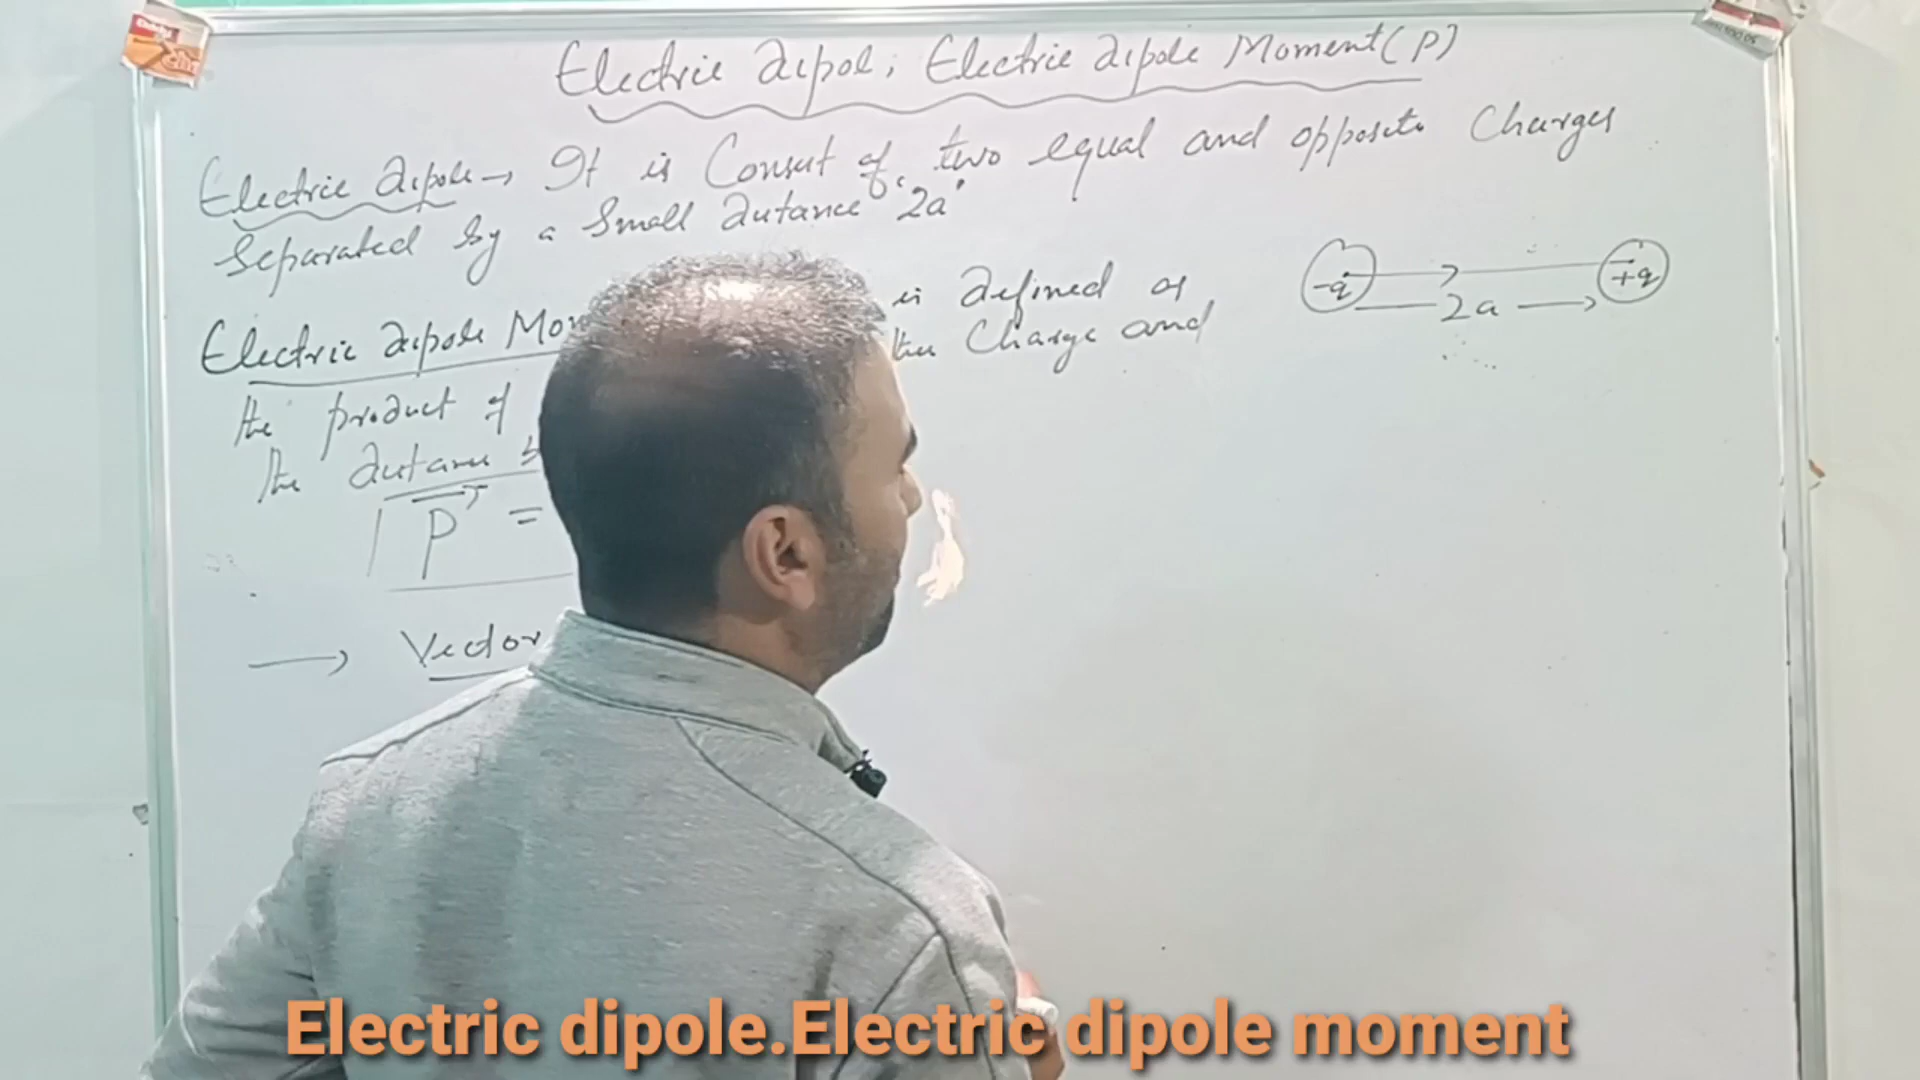 Electric dipol; Electric dipole Moment(P)
Electric dipole → It is Consist of two equal and opposite Charges
Separated by a Small distance '2a'
-q +q
2a
Electric dipole Mom is defined as
the product of the Charge and
the distance b
P =
→ Vector
Electric dipole.Electric dipole moment